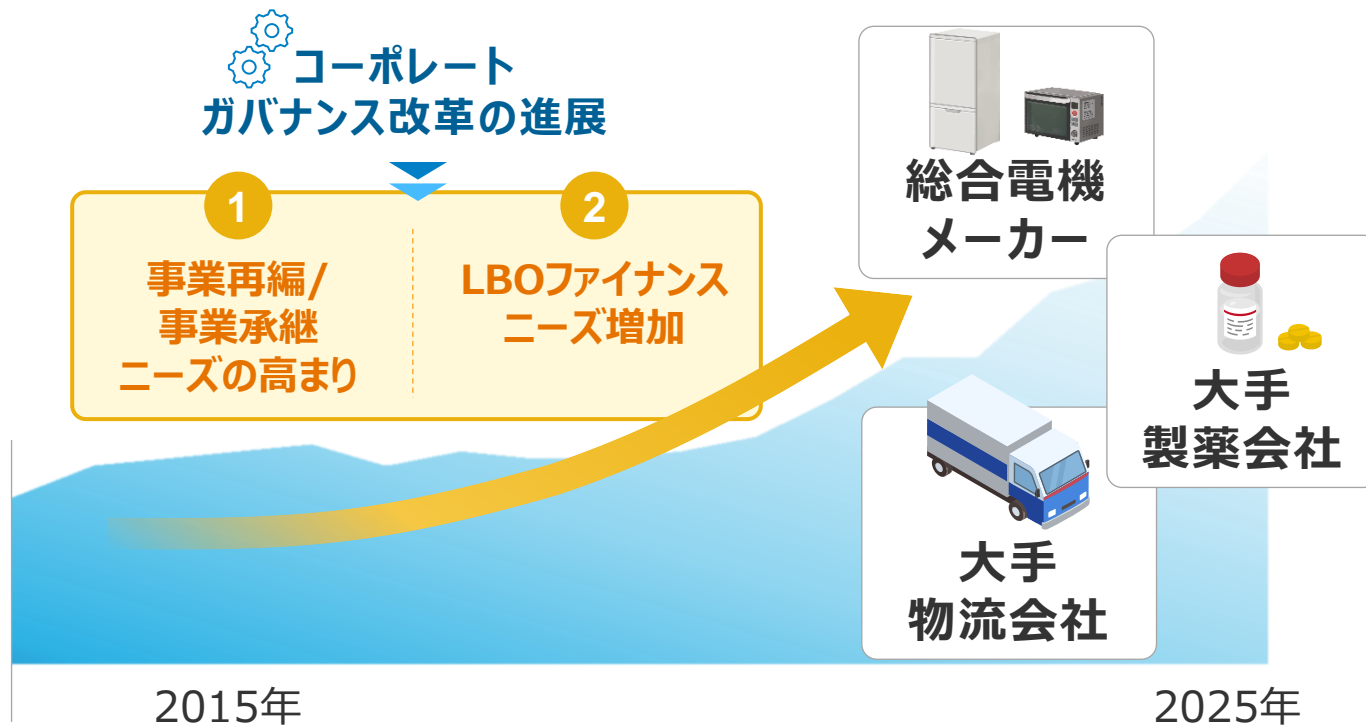 コーポレート
ガバナンス改革の進展
1
事業再編/
事業承継
ニーズの高まり
2
LBOファイナンス
ニーズ増加
総合電機
メーカー
大手
製薬会社
大手
物流会社
2015年
2025年